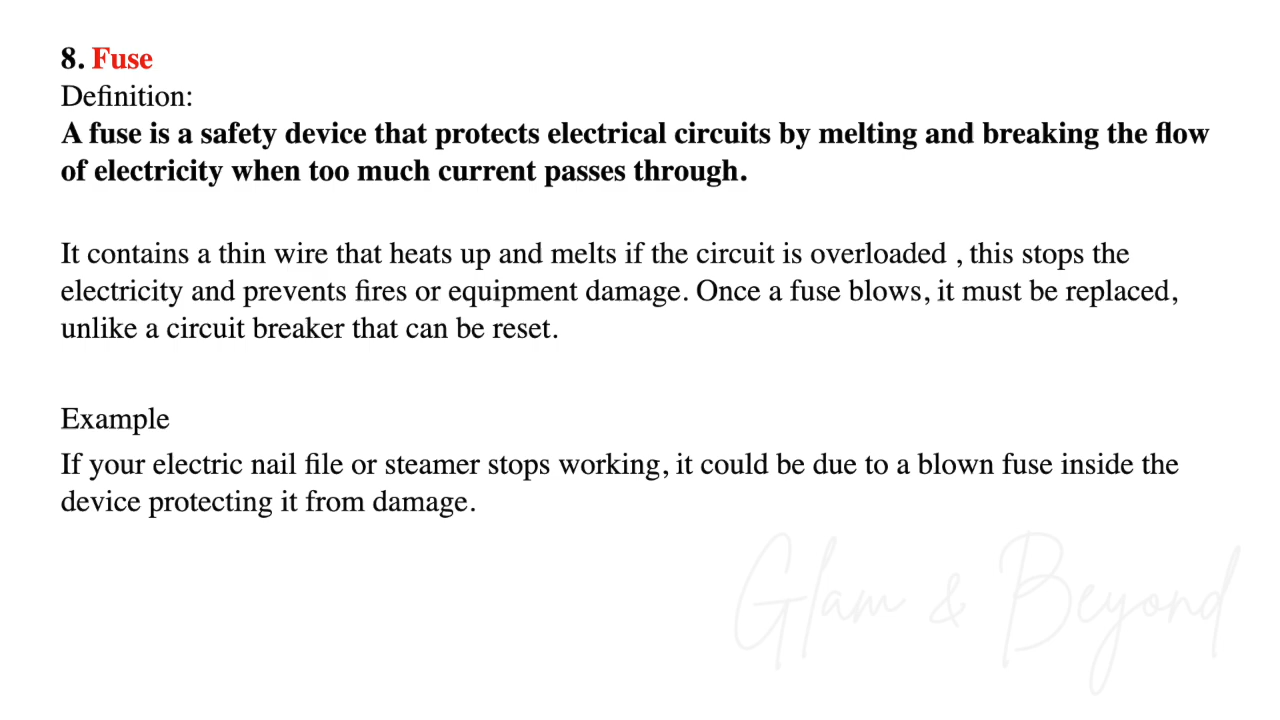 8. Fuse
Definition:
A fuse is a safety device that protects electrical circuits by melting and breaking the flow
of electricity when too much current passes through.
It contains a thin wire that heats up and melts if the circuit is overloaded , this stops the
electricity and prevents fires or equipment damage. Once a fuse blows, it must be replaced,
unlike a circuit breaker that can be reset.
Example
If your electric nail file or steamer stops working, it could be due to a blown fuse inside the
device protecting it from damage.
Glam & Beyond